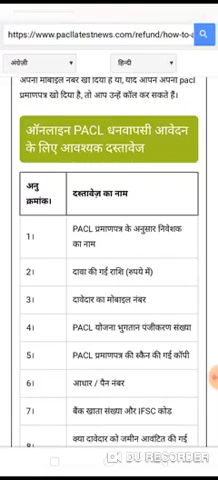 https://www.pacllatestnews.com/refund/how-to-a
अंग्रेज़ी
हिन्दी
अपना मोबाइल नंबर खो दिया है या, यदि आपने अपना pacl
प्रमाणपत्र खो दिया है, तो आप उन्हें कॉल कर सकते हैं।
ऑनलाइन PACL धनवापसी आवेदन
के लिए आवश्यक दस्तावेज
अनु
क्रमांक।
दस्तावेज़ का नाम
1।
PACL प्रमाणपत्र के अनुसार निवेशक
का नाम
2।
दावा की गई राशि (रुपये में)
3।
दावेदार का मोबाइल नंबर
4।
PACL योजना भुगतान पंजीकरण संख्या
5।
PACL प्रमाणपत्र की स्कैन की गई कॉपी
6।
आधार / पैन नंबर
7।
बैंक खाता संख्या और IFSC कोड
8।
क्या दावेदार को जमीन आवंटित की गई
DU RECORDER